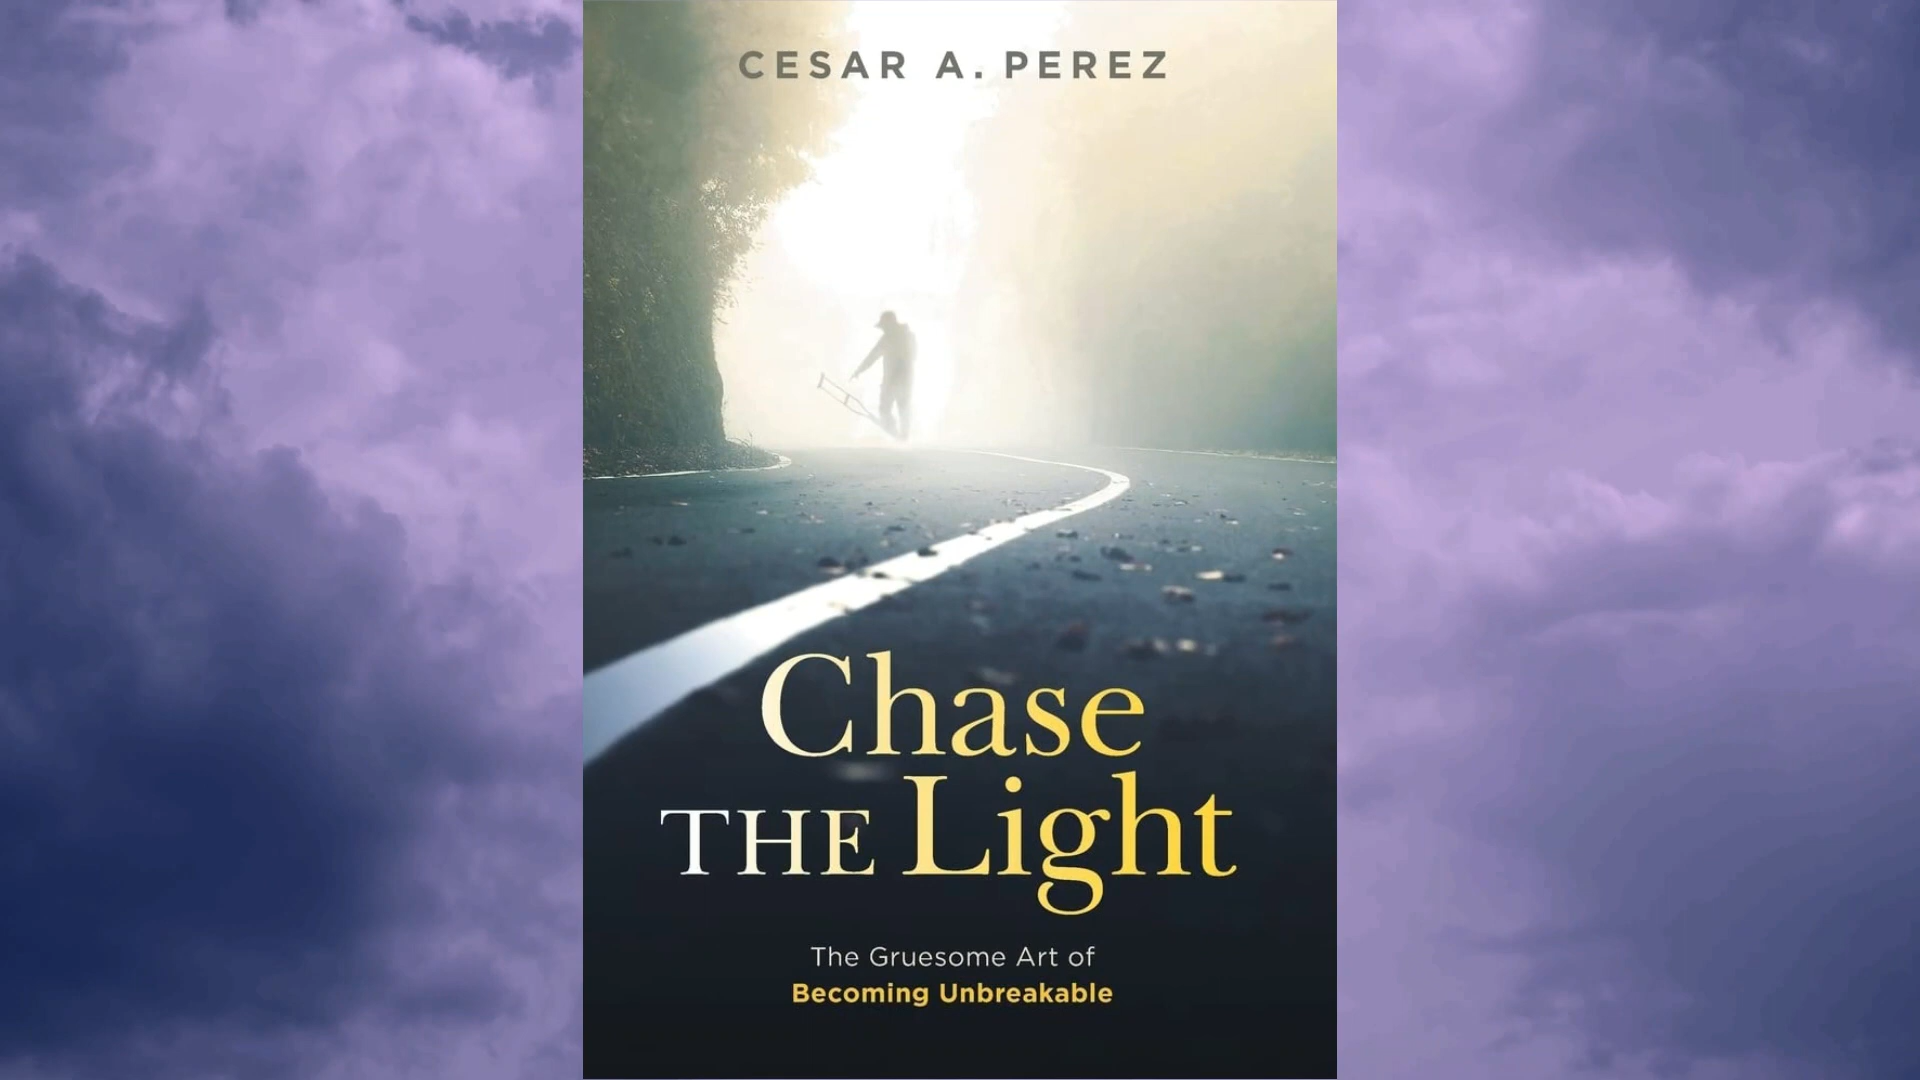 CESAR A. PEREZ
Chase
THE Light
The Gruesome Art of
Becoming Unbreakable